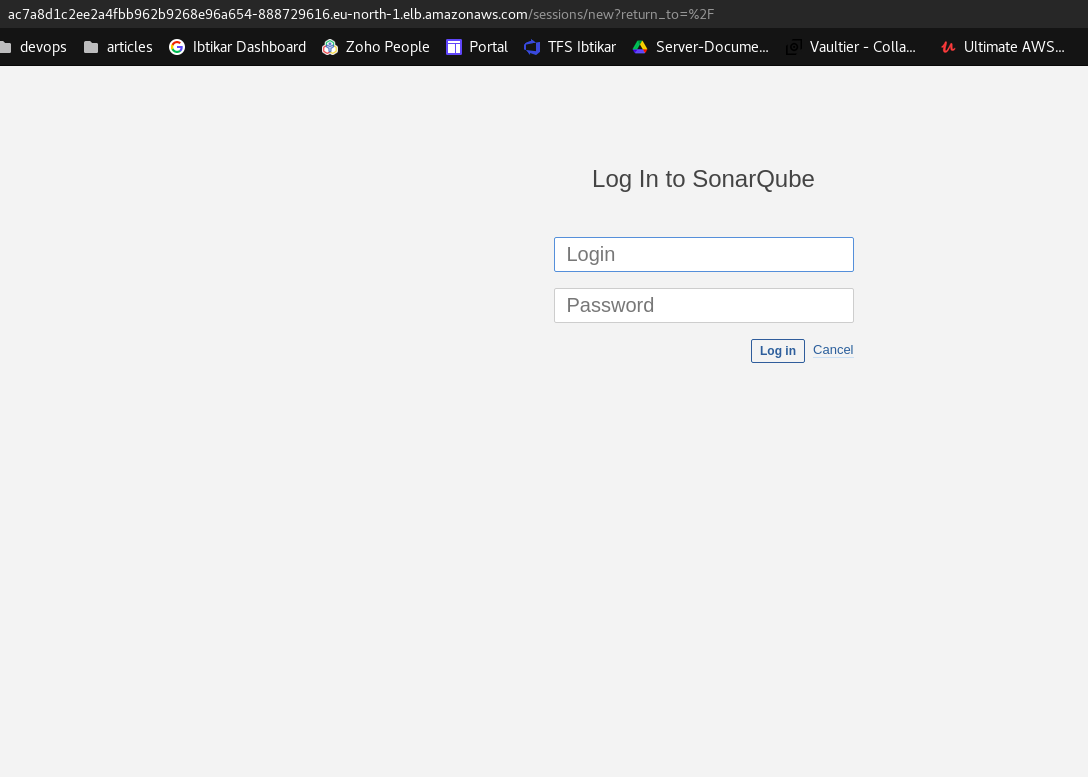 ac7a8d1c2ee2a4fbb962b9268e96a654-888729616.eu-north-1.elb.amazonaws.com/sessions/new?return_to=%2F
devops articles Ibtikar Dashboard Zoho People Portal TFS Ibtikar Server-Docume... Vaultier - Colla... Ultimate AWS...
Log In to SonarQube
Login
Password
Log in Cancel